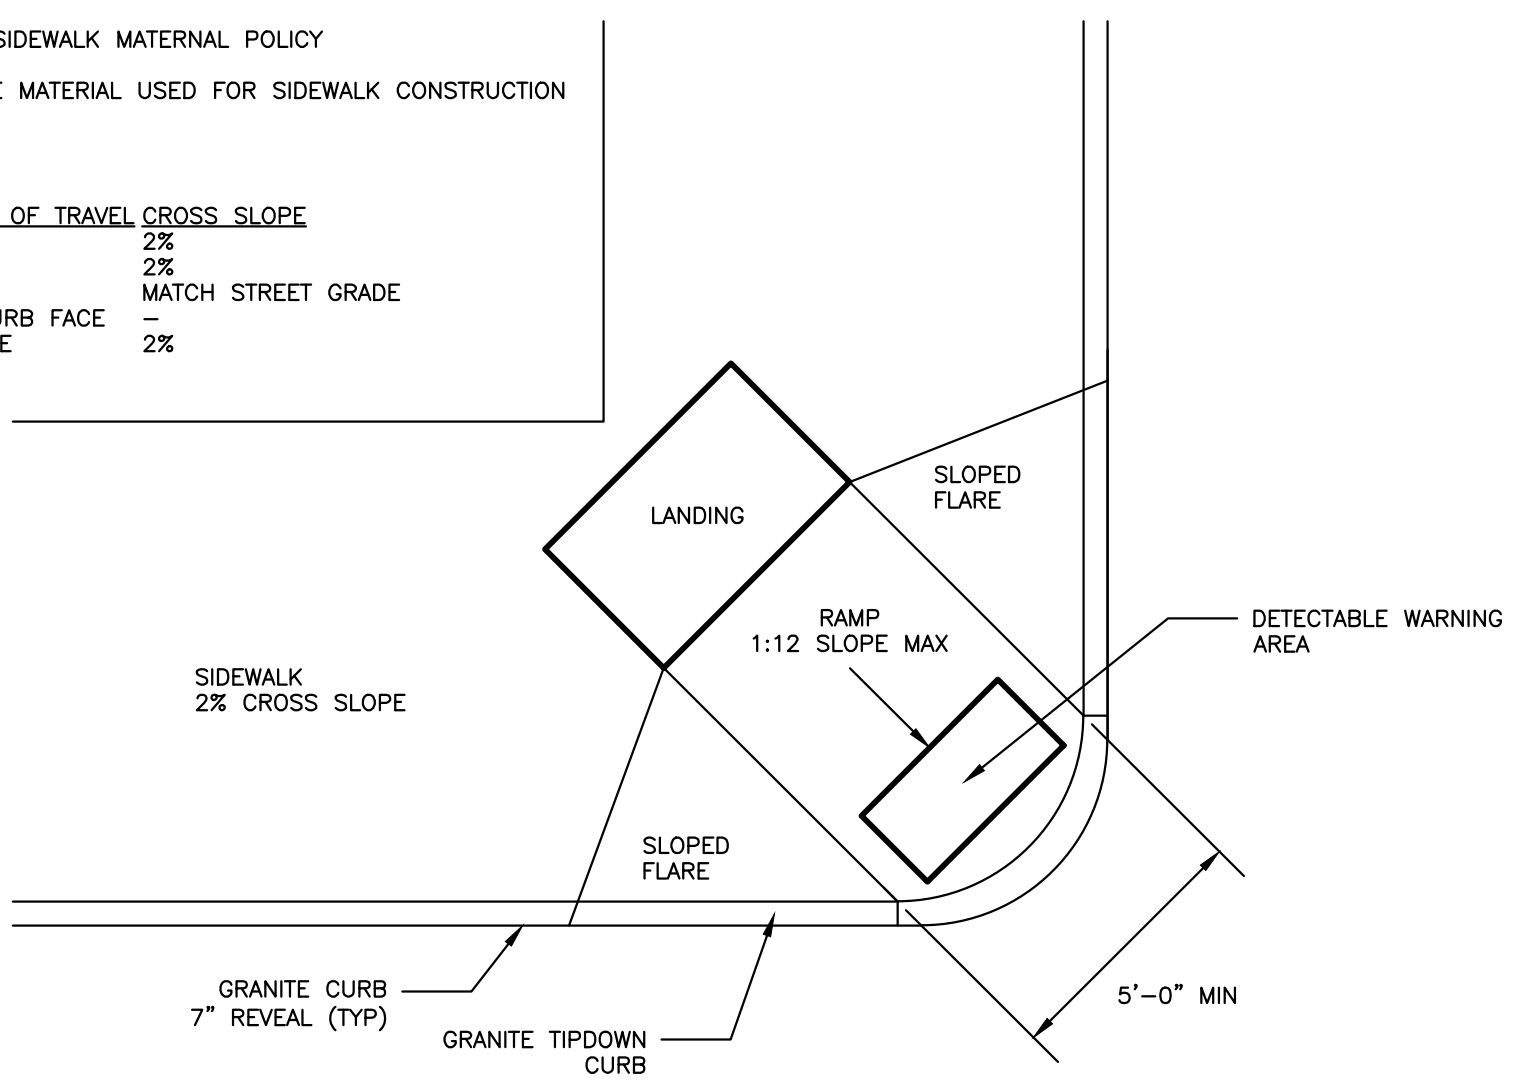 SIDEWALK MATERNAL POLICY
MATERIAL USED FOR SIDEWALK CONSTRUCTION
OF TRAVEL CROSS SLOPE
2%
2%
MATCH STREET GRADE
FACE –
2%
LANDING
SLOPED
FLARE
RAMP
1:12 SLOPE MAX
DETECTABLE WARNING
AREA
SIDEWALK
2% CROSS SLOPE
SLOPED
FLARE
GRANITE CURB
7" REVEAL (TYP)
GRANITE TIPDOWN
CURB
5'–0" MIN